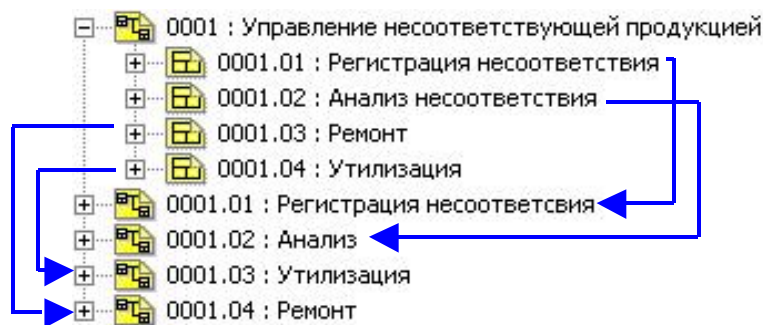 0001 : Управление несоответствующей продукцией
0001.01 : Регистрация несоответствия
0001.02 : Анализ несоответствия
0001.03 : Ремонт
0001.04 : Утилизация
0001.01 : Регистрация несоответсвия
0001.02 : Анализ
0001.03 : Утилизация
0001.04 : Ремонт